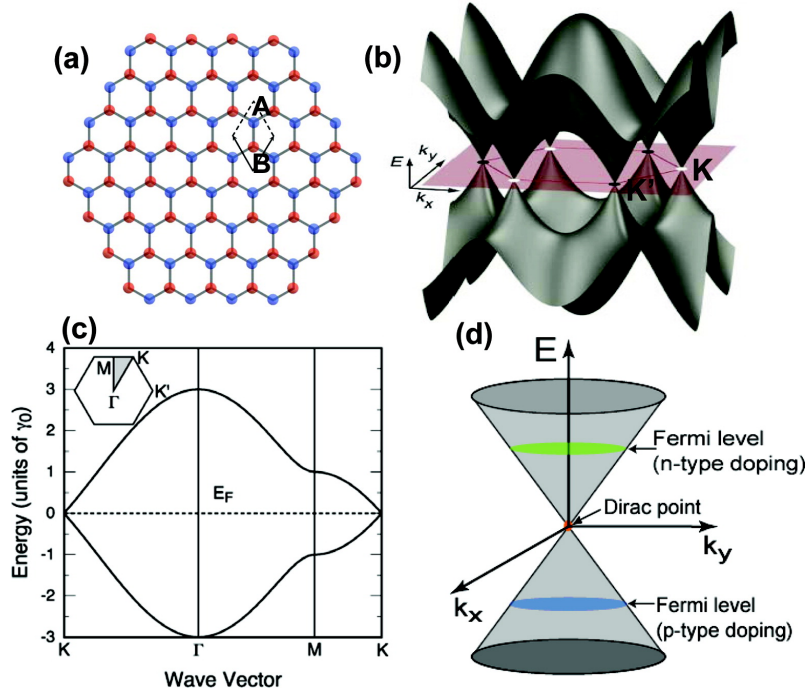 (a)
A
B
(b)
E
ky
kx
K'
K
(c)
Energy (units of γ0)
4
3
2
1
0
-1
-2
-3
M
K
Γ
K'
EF
K
Γ
M
K
Wave Vector
(d)
E
Fermi level
(n-type doping)
Dirac point
ky
kx
Fermi level
(p-type doping)